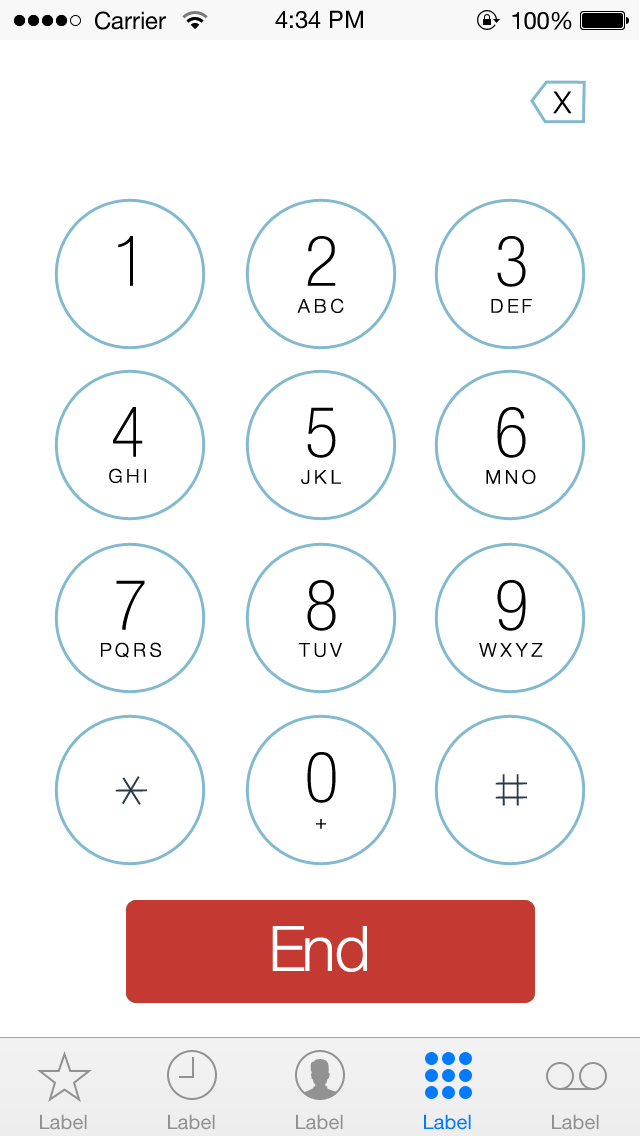 Carrier 4:34 PM 100%
X
1 2 3
ABC DEF
4 5 6
GHI JKL MNO
7 8 9
PQRS TUV WXYZ
* 0 #
+
End
Label Label Label Label Label